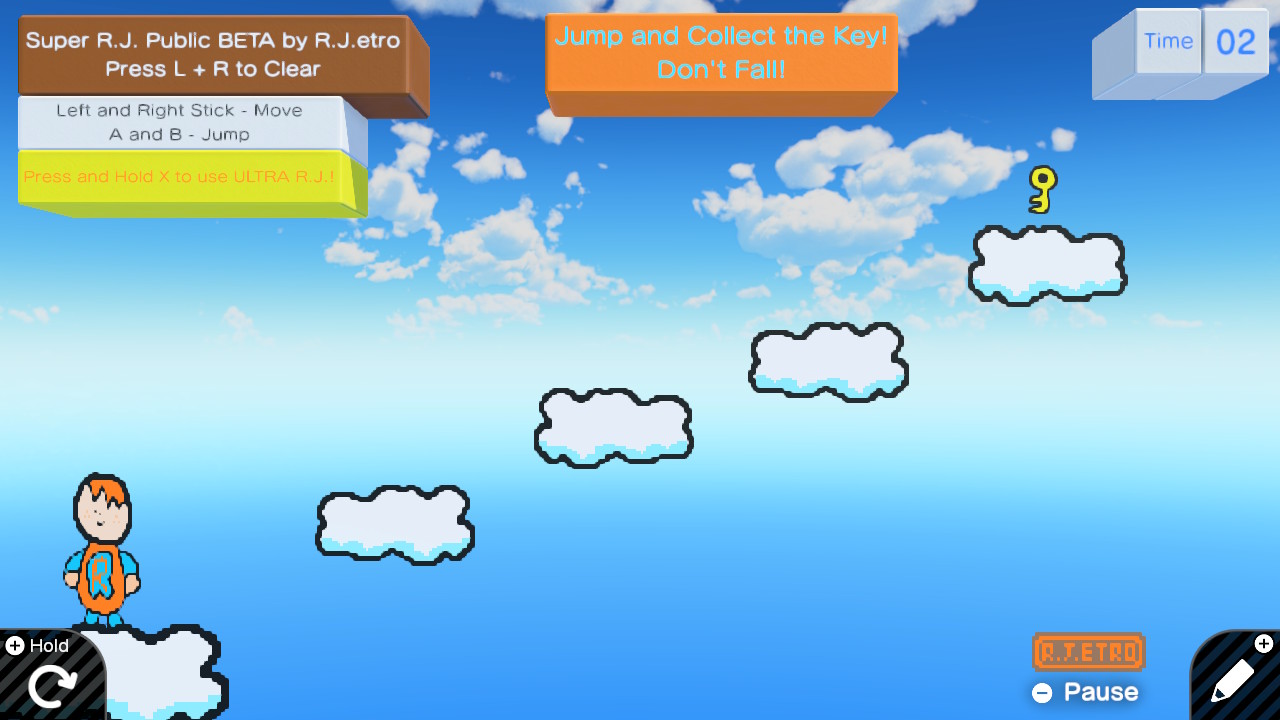 Super R.J. Public BETA by R.J.etro
Press L + R to Clear
Left and Right Stick - Move
A and B - Jump
Press and Hold X to use ULTRA R.J.!
Jump and Collect the Key!
Don't Fall!
Time 02
R
+ Hold
R.J.ETRO
- Pause
+